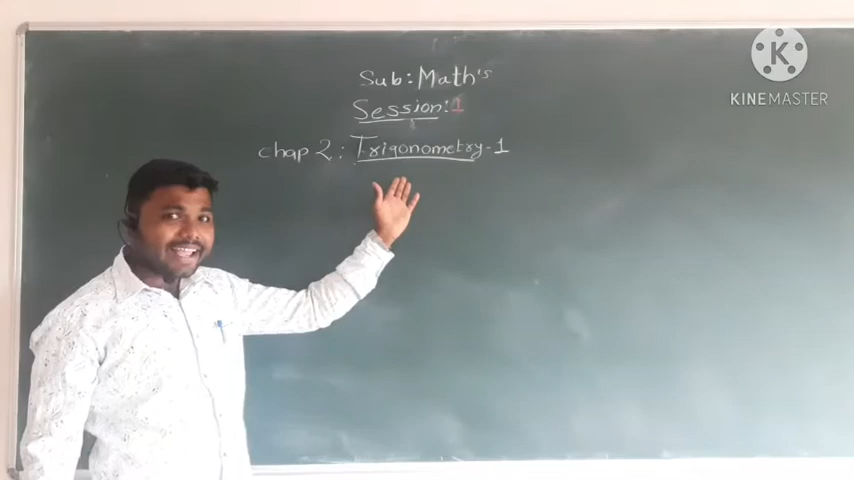 Sub: Math's
Session: 1
chap 2: Trigonometry-1
K
KINEMASTER